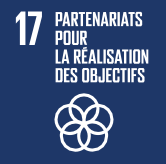 17 PARTENARIATS
POUR
LA RÉALISATION
DES OBJECTIFS